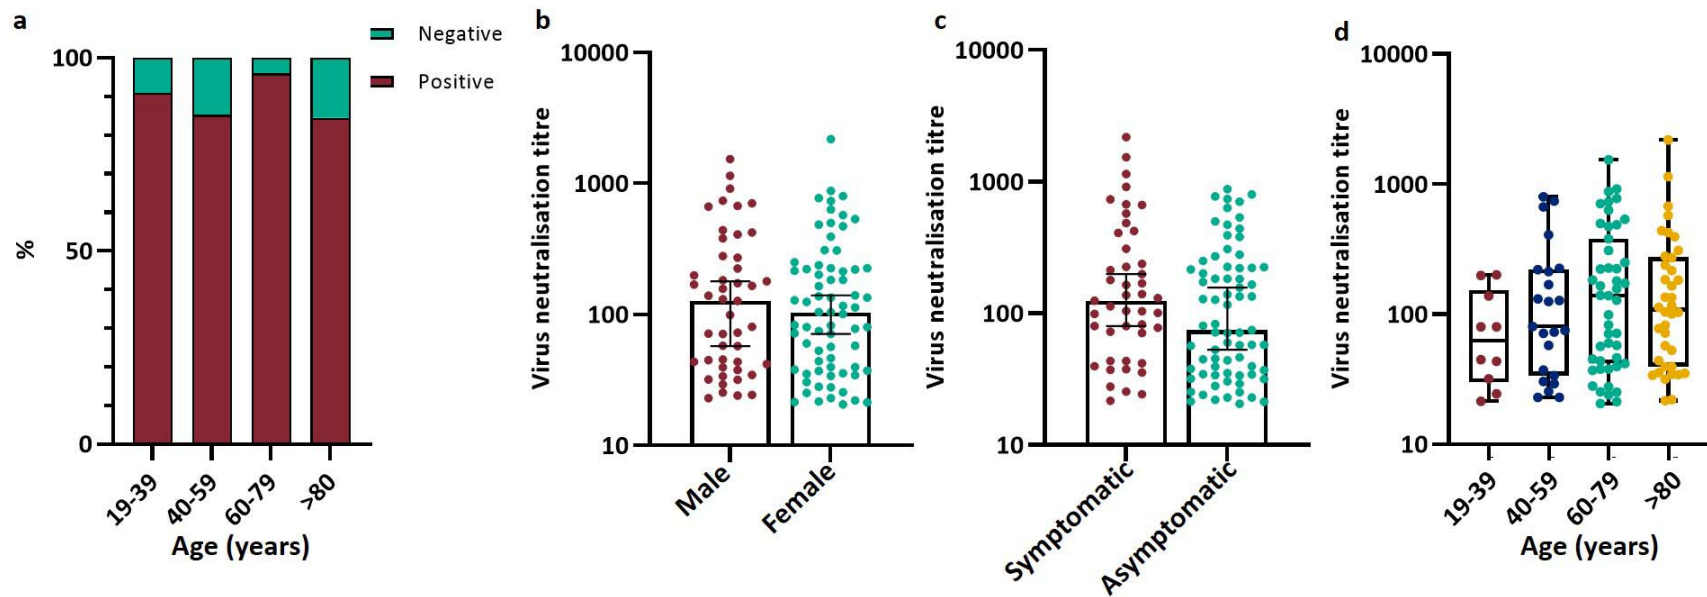 a
Negative
Positive
100
50
0
%
19-39
40-59
60-79
>80
Age (years)
b
10000
1000
100
10
Virus neutralisation titre
Male
Female
c
10000
1000
100
10
Virus neutralisation titre
Symptomatic
Asymptomatic
d
10000
1000
100
10
Virus neutralisation titre
19-39
40-59
60-79
>80
Age (years)